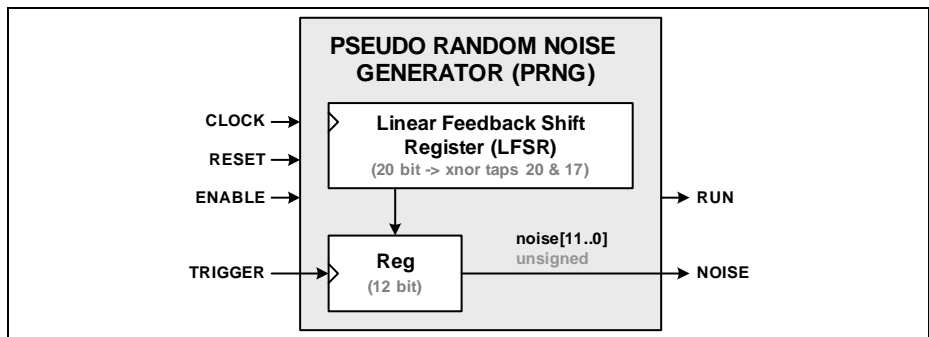 PSEUDO RANDOM NOISE
GENERATOR (PRNG)
CLOCK
Linear Feedback Shift
Register (LFSR)
(20 bit -> xnor taps 20 & 17)
RESET
ENABLE
RUN
noise[11..0]
unsigned
TRIGGER
Reg
(12 bit)
NOISE